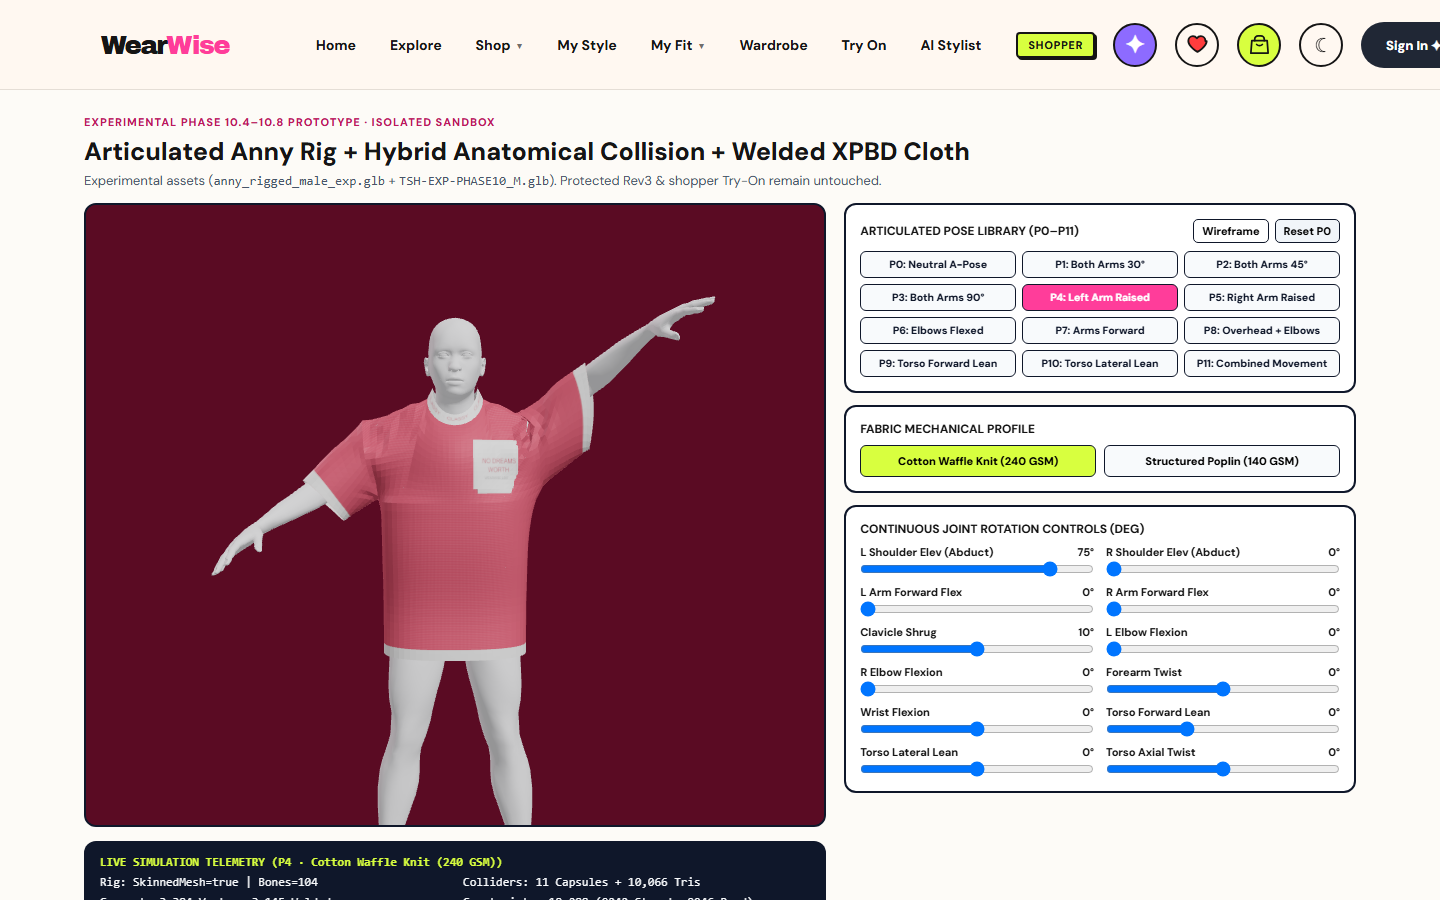 WearWise
Home Explore Shop ▼ My Style My Fit ▼ Wardrobe Try On AI Stylist SHOPPER Sign In
EXPERIMENTAL PHASE 10.4–10.8 PROTOTYPE · ISOLATED SANDBOX
Articulated Anny Rig + Hybrid Anatomical Collision + Welded XPBD Cloth
Experimental assets (anny_rigged_male_exp.glb + TSH-EXP-PHASE10_M.glb). Protected Rev3 & shopper Try-On remain untouched.
NO DREAMS
ARTICULATED POSE LIBRARY (P0–P11) Wireframe Reset P0
P0: Neutral A-Pose P1: Both Arms 30° P2: Both Arms 45°
P3: Both Arms 90° P4: Left Arm Raised P5: Right Arm Raised
P6: Elbows Flexed P7: Arms Forward P8: Overhead + Elbows
P9: Torso Forward Lean P10: Torso Lateral Lean P11: Combined Movement
FABRIC MECHANICAL PROFILE
Cotton Waffle Knit (240 GSM) Structured Poplin (140 GSM)
CONTINUOUS JOINT ROTATION CONTROLS (DEG)
L Shoulder Elev (Abduct) 75° R Shoulder Elev (Abduct) 0°
L Arm Forward Flex 0° R Arm Forward Flex 0°
Clavicle Shrug 10° L Elbow Flexion 0°
R Elbow Flexion 0° Forearm Twist 0°
Wrist Flexion 0° Torso Forward Lean 0°
Torso Lateral Lean 0° Torso Axial Twist 0°
LIVE SIMULATION TELEMETRY (P4 · Cotton Waffle Knit (240 GSM))
Rig: SkinnedMesh=true | Bones=104 Colliders: 11 Capsules + 10,066 Tris